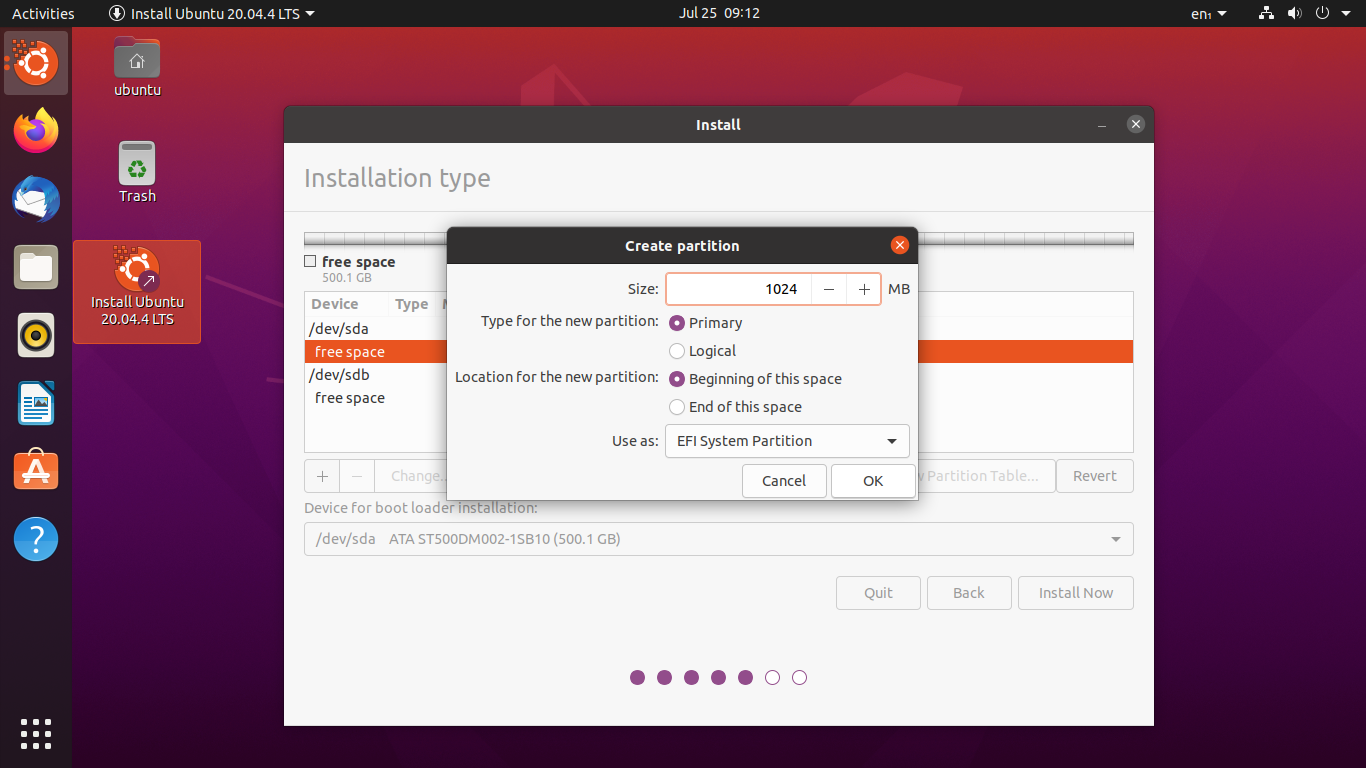 Activities
Install Ubuntu 20.04.4 LTS
Jul 25 09:12
en₁
ubuntu
Trash
Install Ubuntu
20.04.4 LTS
Install
Installation type
free space
500.1 GB
Device Type
/dev/sda
free space
/dev/sdb
free space
+ − Change...
Partition Table... Revert
Device for boot loader installation:
/dev/sda ATA ST500DM002-1SB10 (500.1 GB)
Quit Back Install Now
Create partition
Size: 1024 − + MB
Type for the new partition: Primary
Logical
Location for the new partition: Beginning of this space
End of this space
Use as: EFI System Partition
Cancel OK